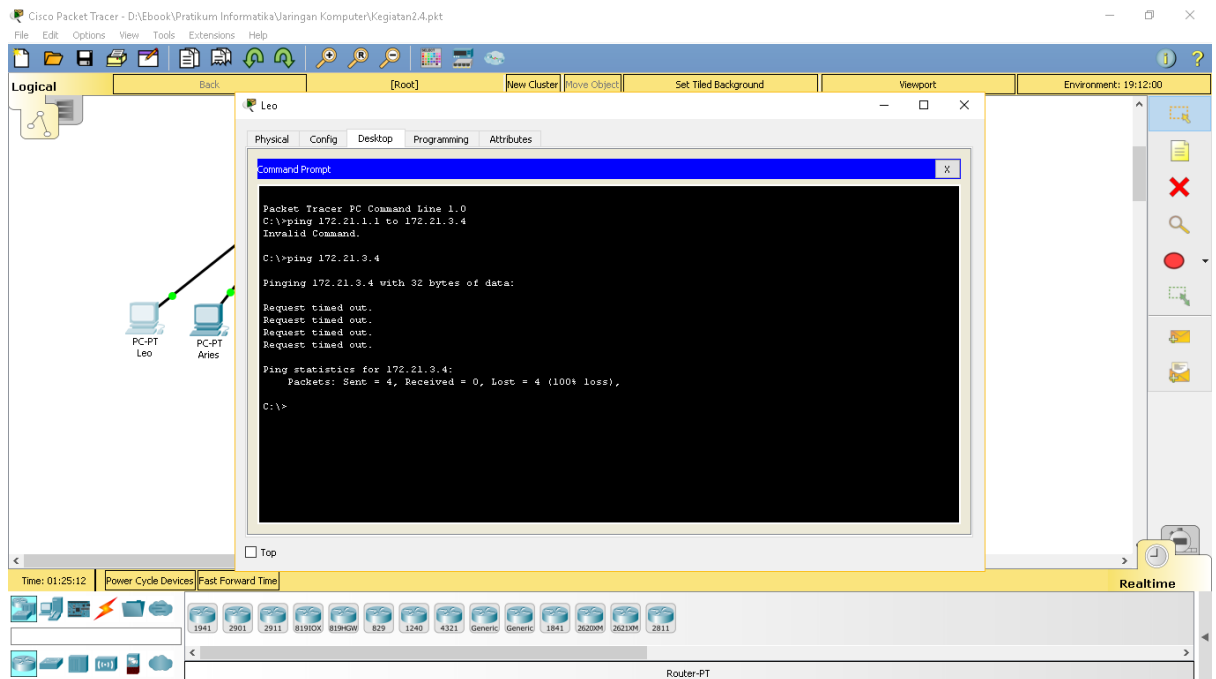 Cisco Packet Tracer - D:\Ebook\Pratikum Informatika\Jaringan Komputer\Kegiatan2.4.pkt
File Edit Options View Tools Extensions Help
Logical
Back
[Root]
New Cluster
Move Object
Set Tiled Background
Viewport
Environment: 19:12:00
Leo
Physical Config Desktop Programming Attributes
Command Prompt
X
Packet Tracer PC Command Line 1.0
C:\>ping 172.21.1.1 to 172.21.3.4
Invalid Command.
C:\>ping 172.21.3.4
Pinging 172.21.3.4 with 32 bytes of data:
Request timed out.
Request timed out.
Request timed out.
Request timed out.
Ping statistics for 172.21.3.4:
Packets: Sent = 4, Received = 0, Lost = 4 (100% loss),
C:\>
PC-PT
Leo
PC-PT
Aries
Top
Time: 01:25:12
Power Cycle Devices
Fast Forward Time
Realtime
1941 2901 2911 819IOX 819HGW 829 1240 4321 Generic Generic 1841 2620XM 2621XM 2811
Router-PT